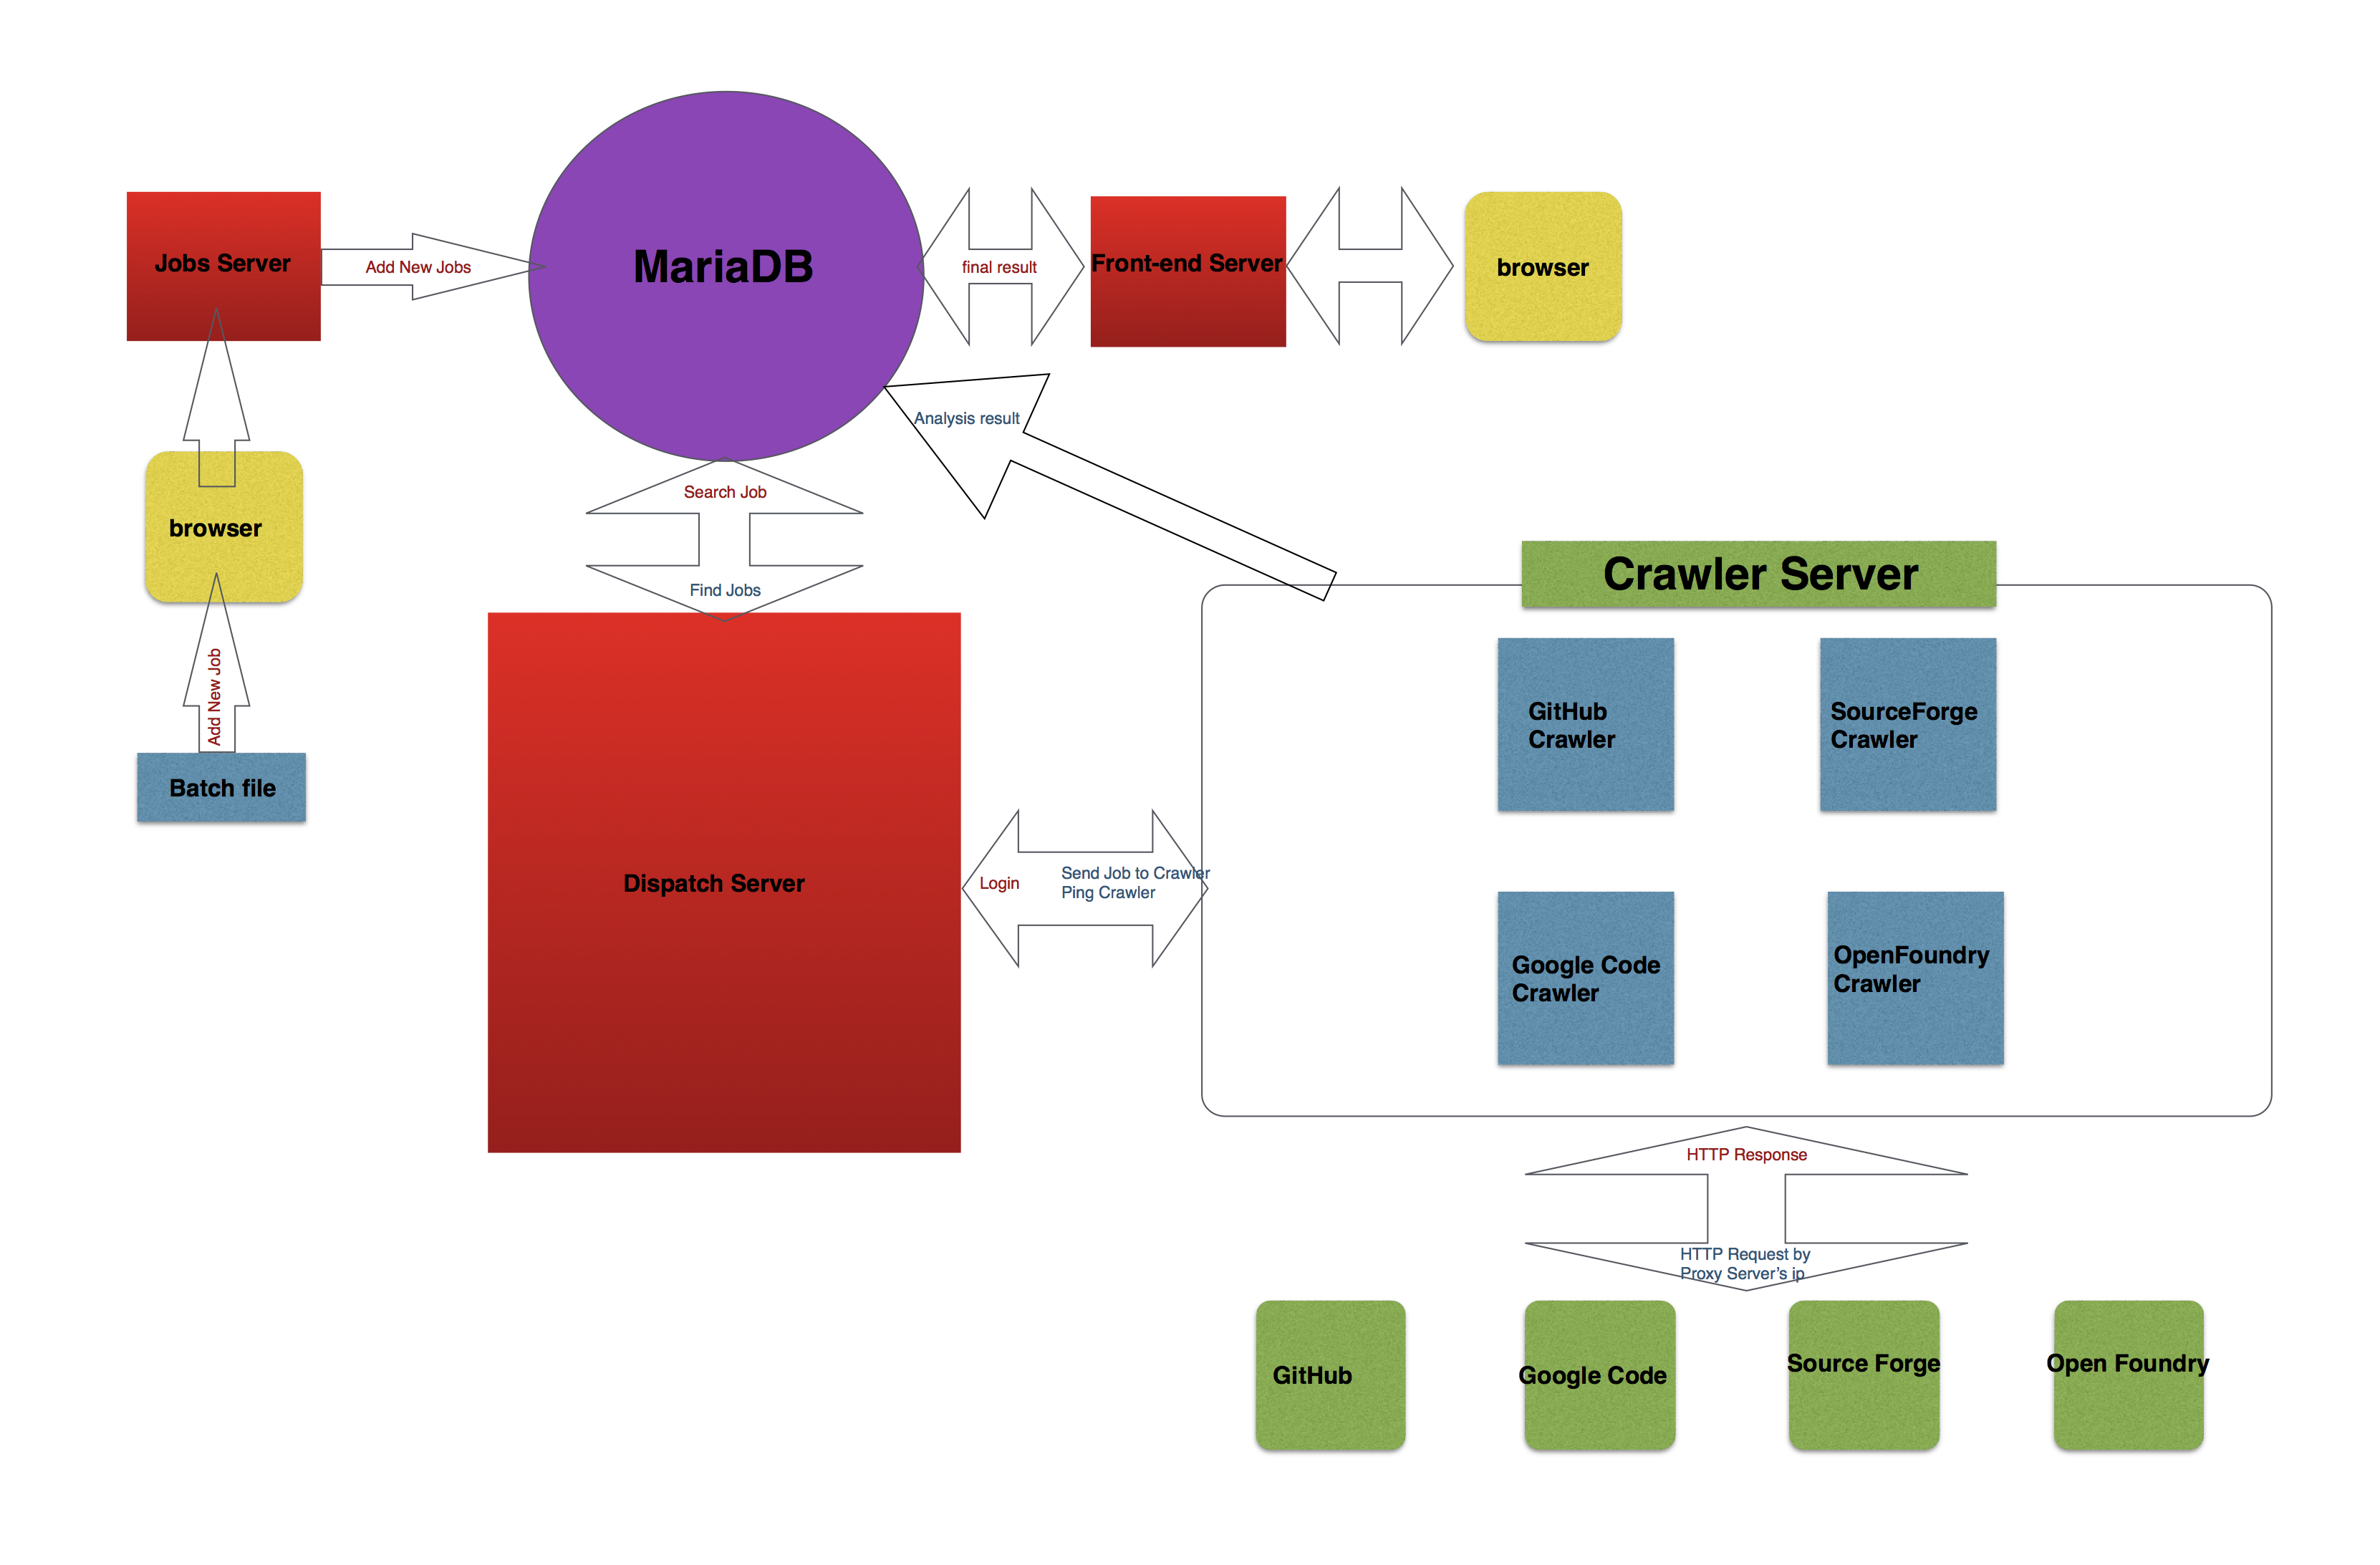 Jobs Server
Add New Jobs
MariaDB
final result
Front-end Server
browser
Analysis result
Search Job
Find Jobs
browser
Add New Job
Batch file
Dispatch Server
Login
Send Job to Crawler
Ping Crawler
Crawler Server
GitHub
Crawler
SourceForge
Crawler
Google Code
Crawler
OpenFoundry
Crawler
HTTP Response
HTTP Request by
Proxy Server’s ip
GitHub
Google Code
Source Forge
Open Foundry